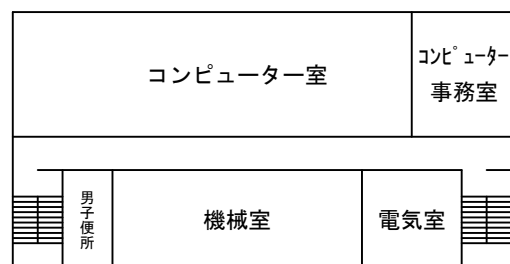 コンピューター室
ｺﾝﾋﾟｭｰﾀｰ
事務室
男子便所
機械室
電気室